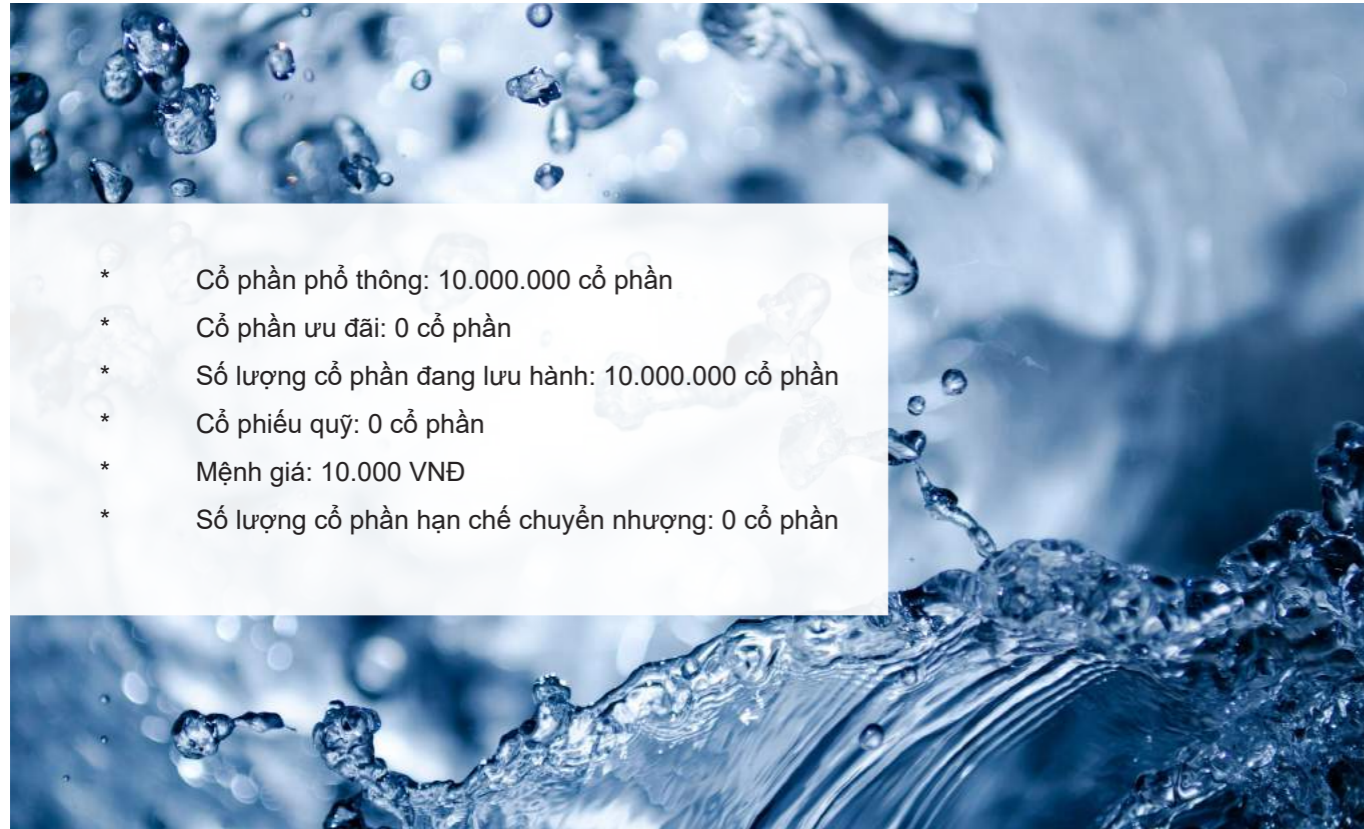 * Cổ phần phổ thông: 10.000.000 cổ phần
* Cổ phần ưu đãi: 0 cổ phần
* Số lượng cổ phần đang lưu hành: 10.000.000 cổ phần
* Cổ phiếu quỹ: 0 cổ phần
* Mệnh giá: 10.000 VNĐ
* Số lượng cổ phần hạn chế chuyển nhượng: 0 cổ phần